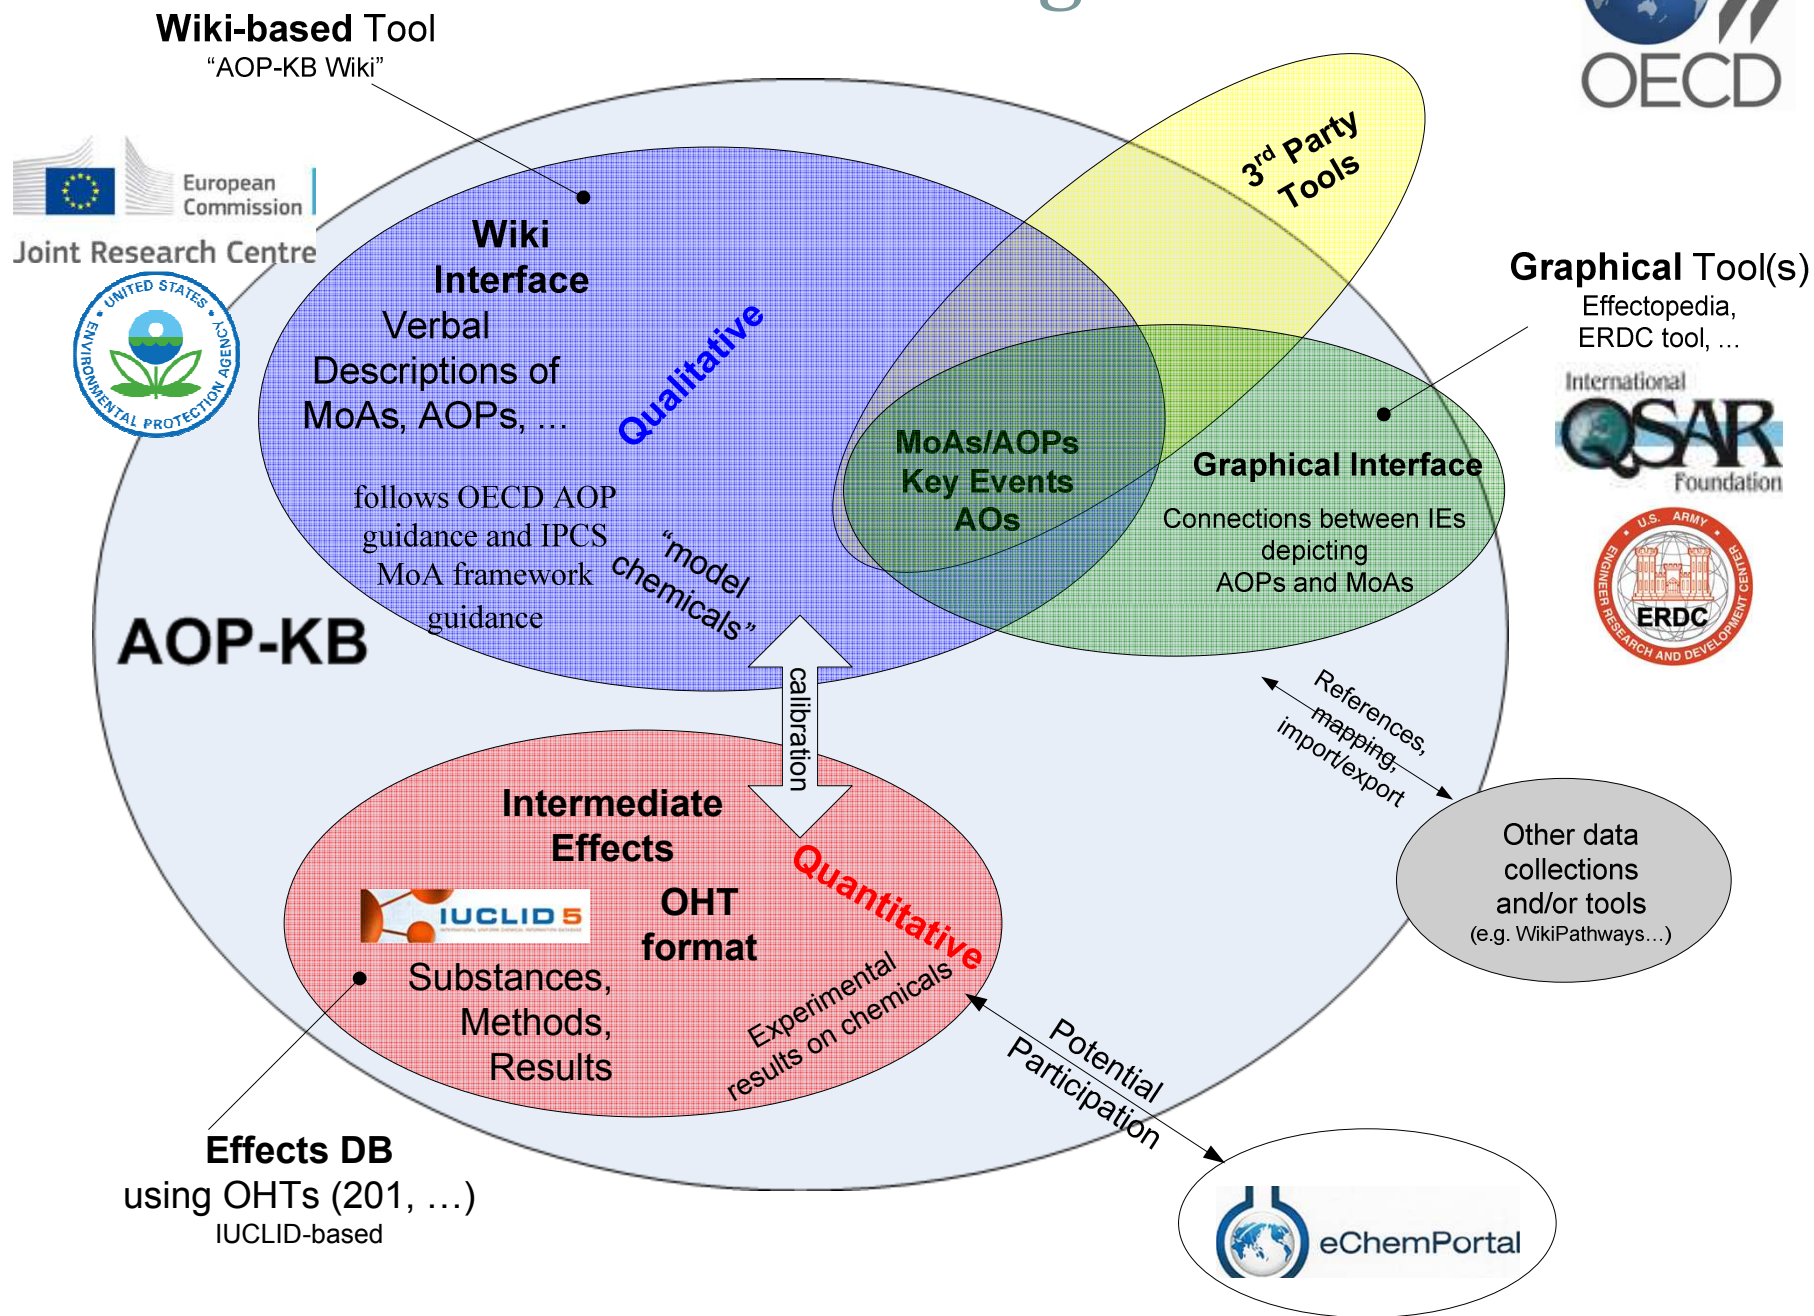 Wiki-based Tool
“AOP-KB Wiki”
OECD
European
Commission
Joint Research Centre
UNITED STATES
ENVIRONMENTAL PROTECTION AGENCY
3rd Party
Tools
Wiki
Interface
Verbal
Descriptions of
MoAs, AOPs, ...
Qualitative
follows OECD AOP
guidance and IPCS
MoA framework
guidance
“model
chemicals”
MoAs/AOPs
Key Events
AOs
Graphical Tool(s)
Effectopedia,
ERDC tool, ...
International
QSAR
Foundation
Graphical Interface
Connections between IEs
depicting
AOPs and MoAs
U.S. ARMY
ENGINEER RESEARCH AND DEVELOPMENT CENTER
ERDC
AOP-KB
calibration
References,
mapping,
import/export
Intermediate
Effects
IUCLID 5
INTERNATIONAL UNIFORM CHEMICAL INFORMATION DATABASE
OHT
format
Quantitative
Substances,
Methods,
Results
Experimental
results on chemicals
Other data
collections
and/or tools
(e.g. WikiPathways...)
Potential
Participation
Effects DB
using OHTs (201, ...)
IUCLID-based
eChemPortal